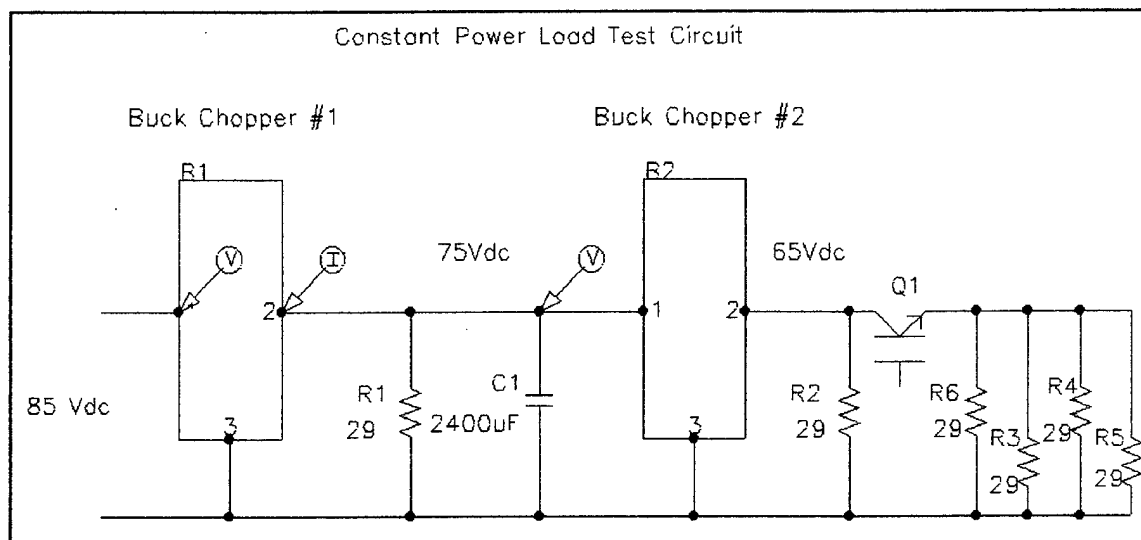 Constant Power Load Test Circuit
Buck Chopper #1
Buck Chopper #2
B1
B2
V
I
75Vdc
V
65Vdc
Q1
2
1
2
85 Vdc
R1
29
C1
2400uF
R2
29
R6
29
R3
29
R4
29
R5
29
3
3